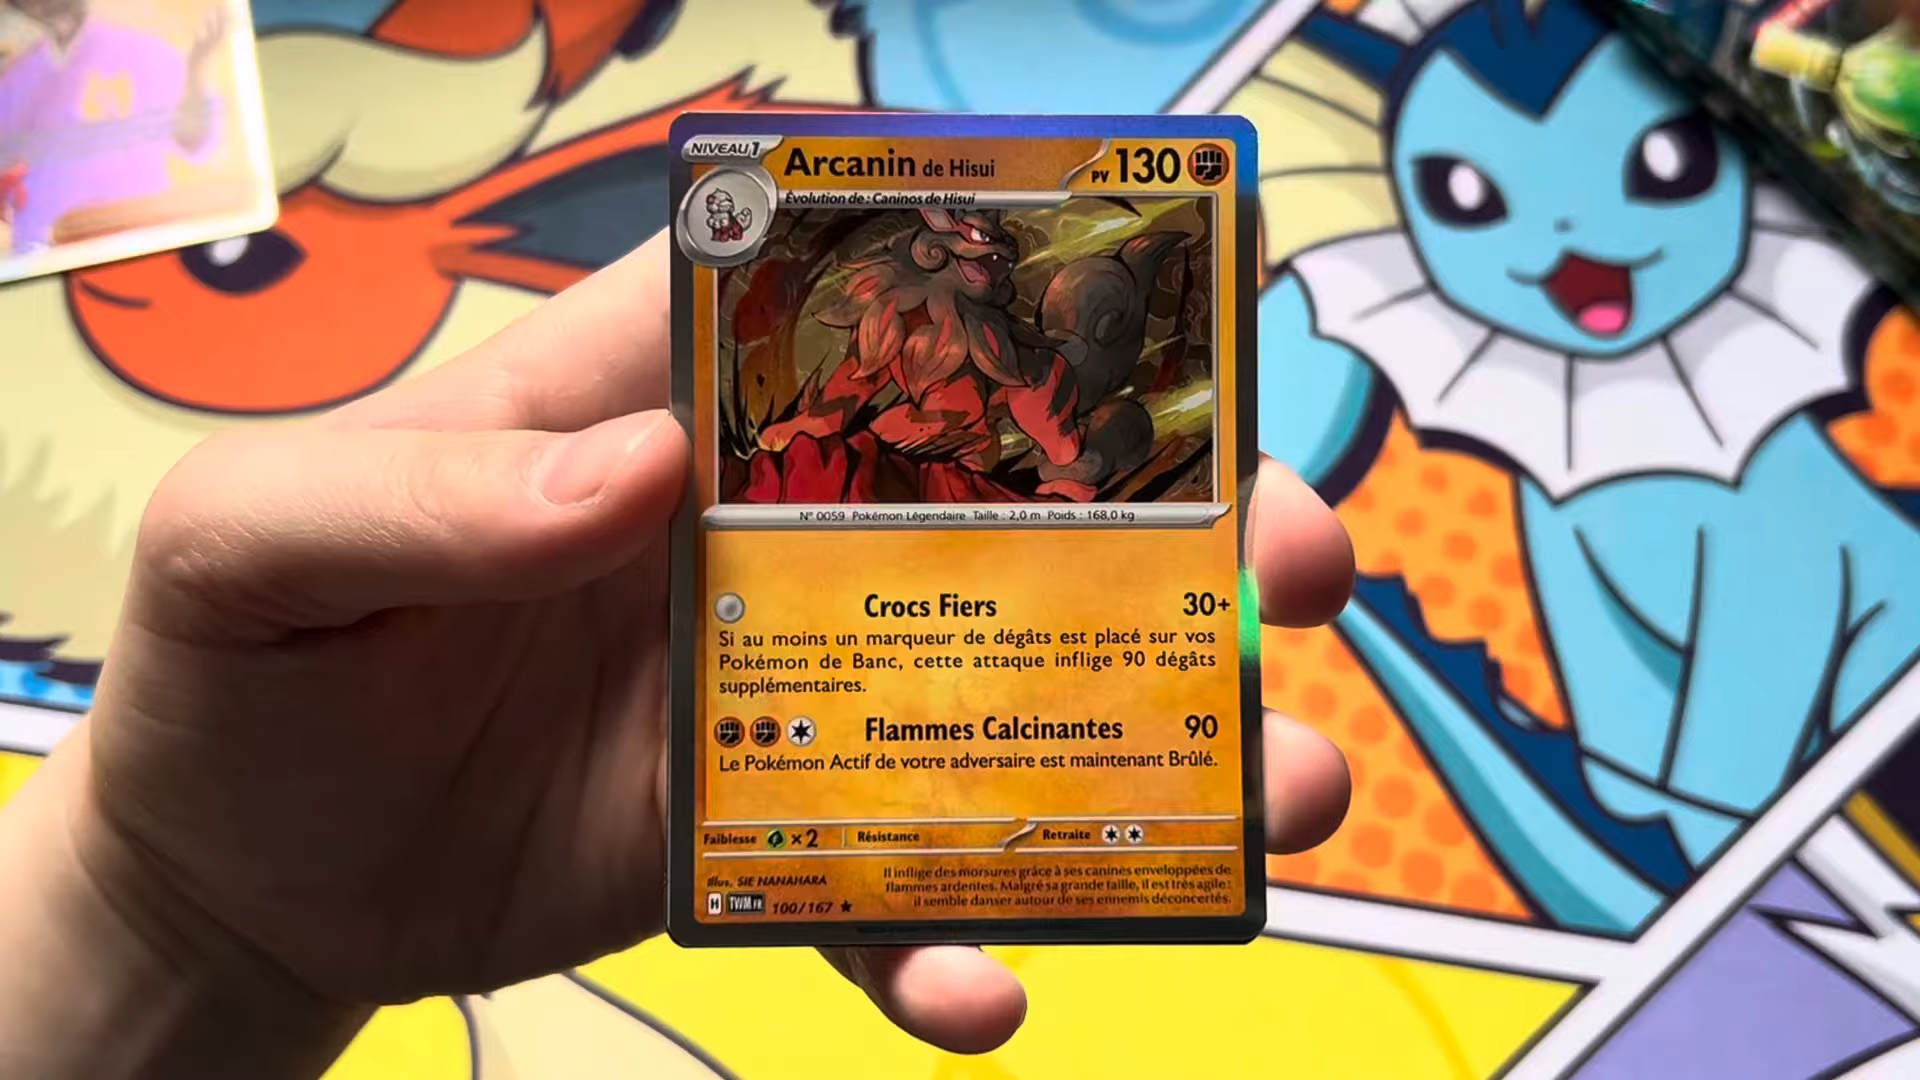 NIVEAU 1
Arcanin de Hisui
PV 130
Évolution de : Caninos de Hisui
N° 0059 Pokémon Légendaire Taille : 2,0 m Poids : 168,0 kg
Crocs Fiers 30+
Si au moins un marqueur de dégâts est placé sur vos
Pokémon de Banc, cette attaque inflige 90 dégâts
supplémentaires.
Flammes Calcinantes 90
Le Pokémon Actif de votre adversaire est maintenant Brûlé.
Faiblesse ×2 Résistance Retraite
Illus. SIE NANAHARA
Il inflige des morsures grâce à ses canines enveloppées de
flammes ardentes. Malgré sa grande taille, il est très agile :
il semble danser autour de ses ennemis déconcertés.
H TWM FR 100/167